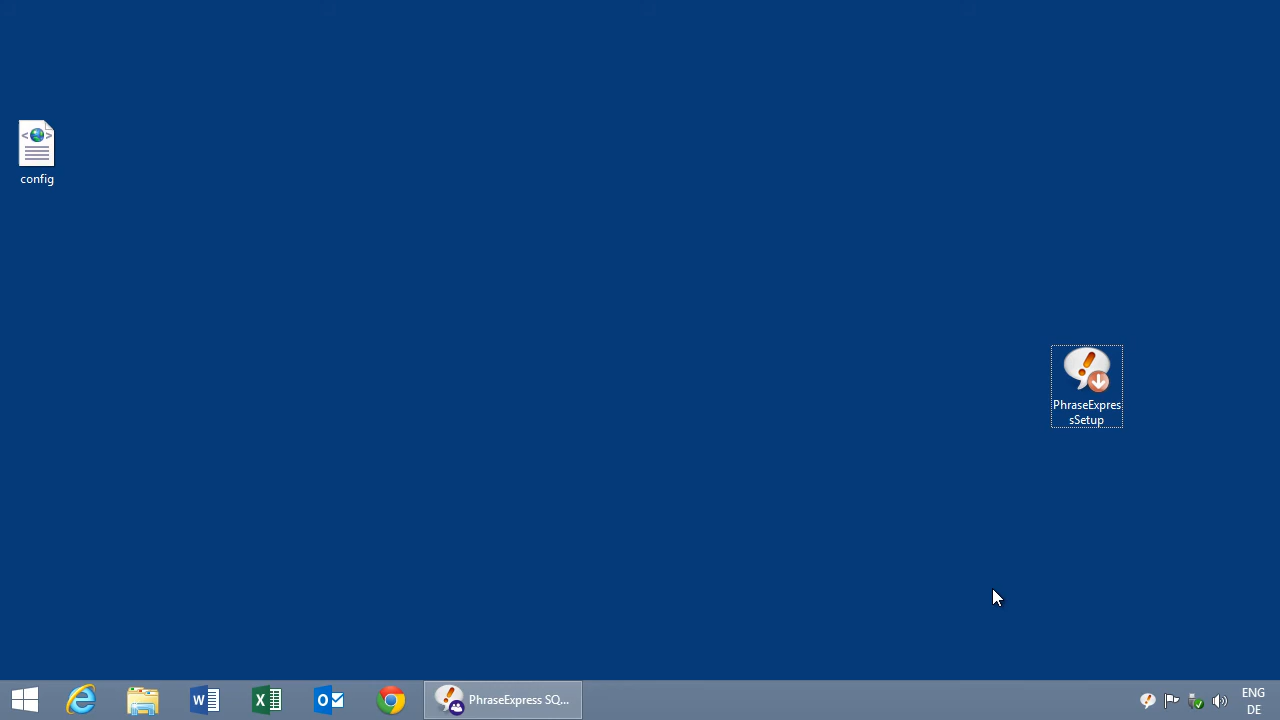 config
PhraseExpres
sSetup
PhraseExpress SQ...
ENG
DE